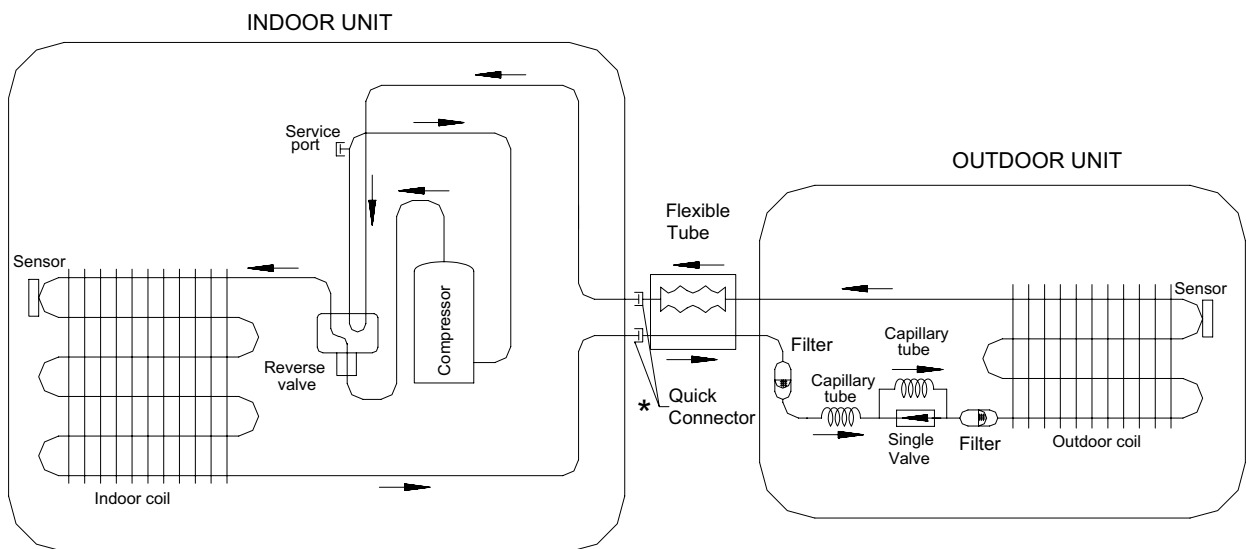 INDOOR UNIT
Service
port
OUTDOOR UNIT
Flexible
Tube
Sensor
Sensor
Compressor
Reverse
valve
Filter
Capillary
tube
Capillary
tube
* Quick
Connector
Single
Valve
Filter
Outdoor coil
Indoor coil